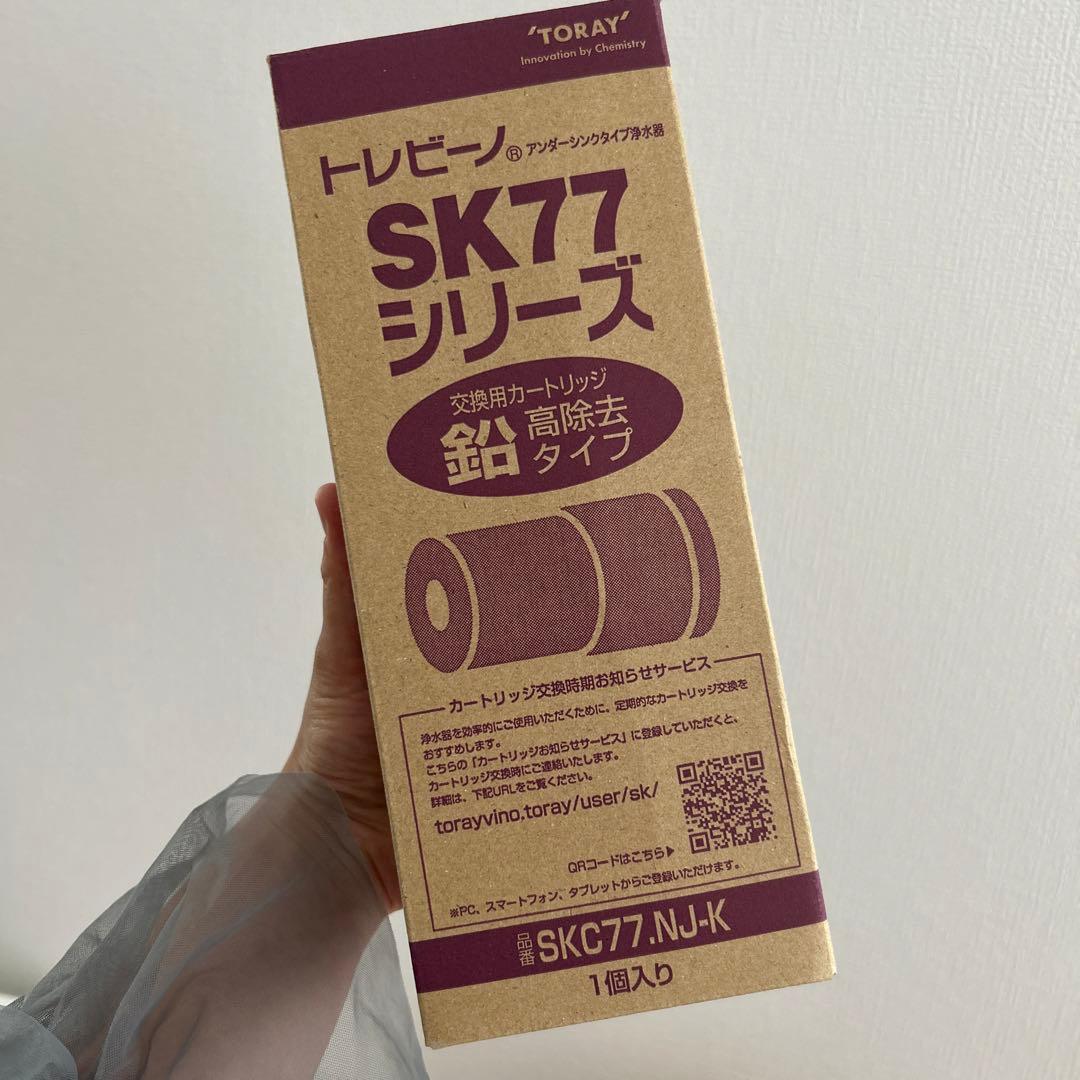 'TORAY'
Innovation by Chemistry
トレビーノ® アンダーシンクタイプ浄水器
SK77
シリーズ
交換用カートリッジ
鉛 高除去
タイプ
カートリッジ交換時期お知らせサービス
浄水器を効率的にご使用いただくために、定期的なカートリッジ交換を
おすすめします。
こちらの「カートリッジお知らせサービス」に登録していただくと、
カートリッジ交換時にご連絡いたします。
詳細は、下記URLをご覧ください。
torayvino.toray/user/sk/
QRコードはこちら▶
※PC、スマートフォン、タブレットからご登録いただけます。
品番 SKC77.NJ-K
1個入り